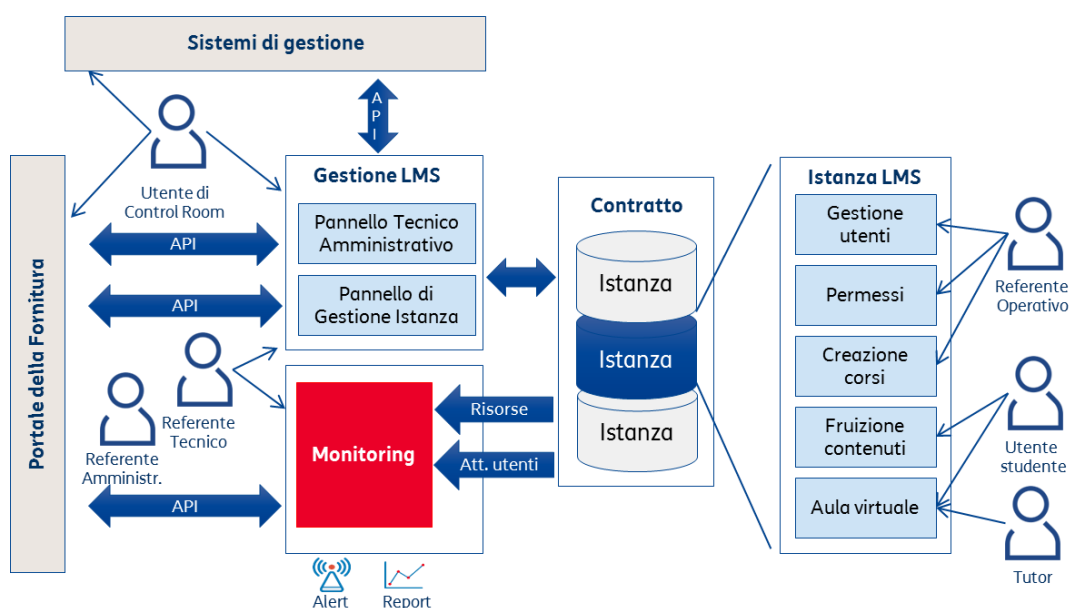 Sistemi di gestione
API
Utente di
Control Room
Portale della Fornitura
Gestione LMS
Pannello Tecnico
Amministrativo
Pannello di
Gestione Istanza
API
API
Referente
Tecnico
Referente
Amministr.
API
Monitoring
Risorse
Att. utenti
Alert
Report
Contratto
Istanza
Istanza
Istanza
Istanza LMS
Gestione
utenti
Permessi
Creazione
corsi
Fruizione
contenuti
Aula virtuale
Referente
Operativo
Utente
studente
Tutor